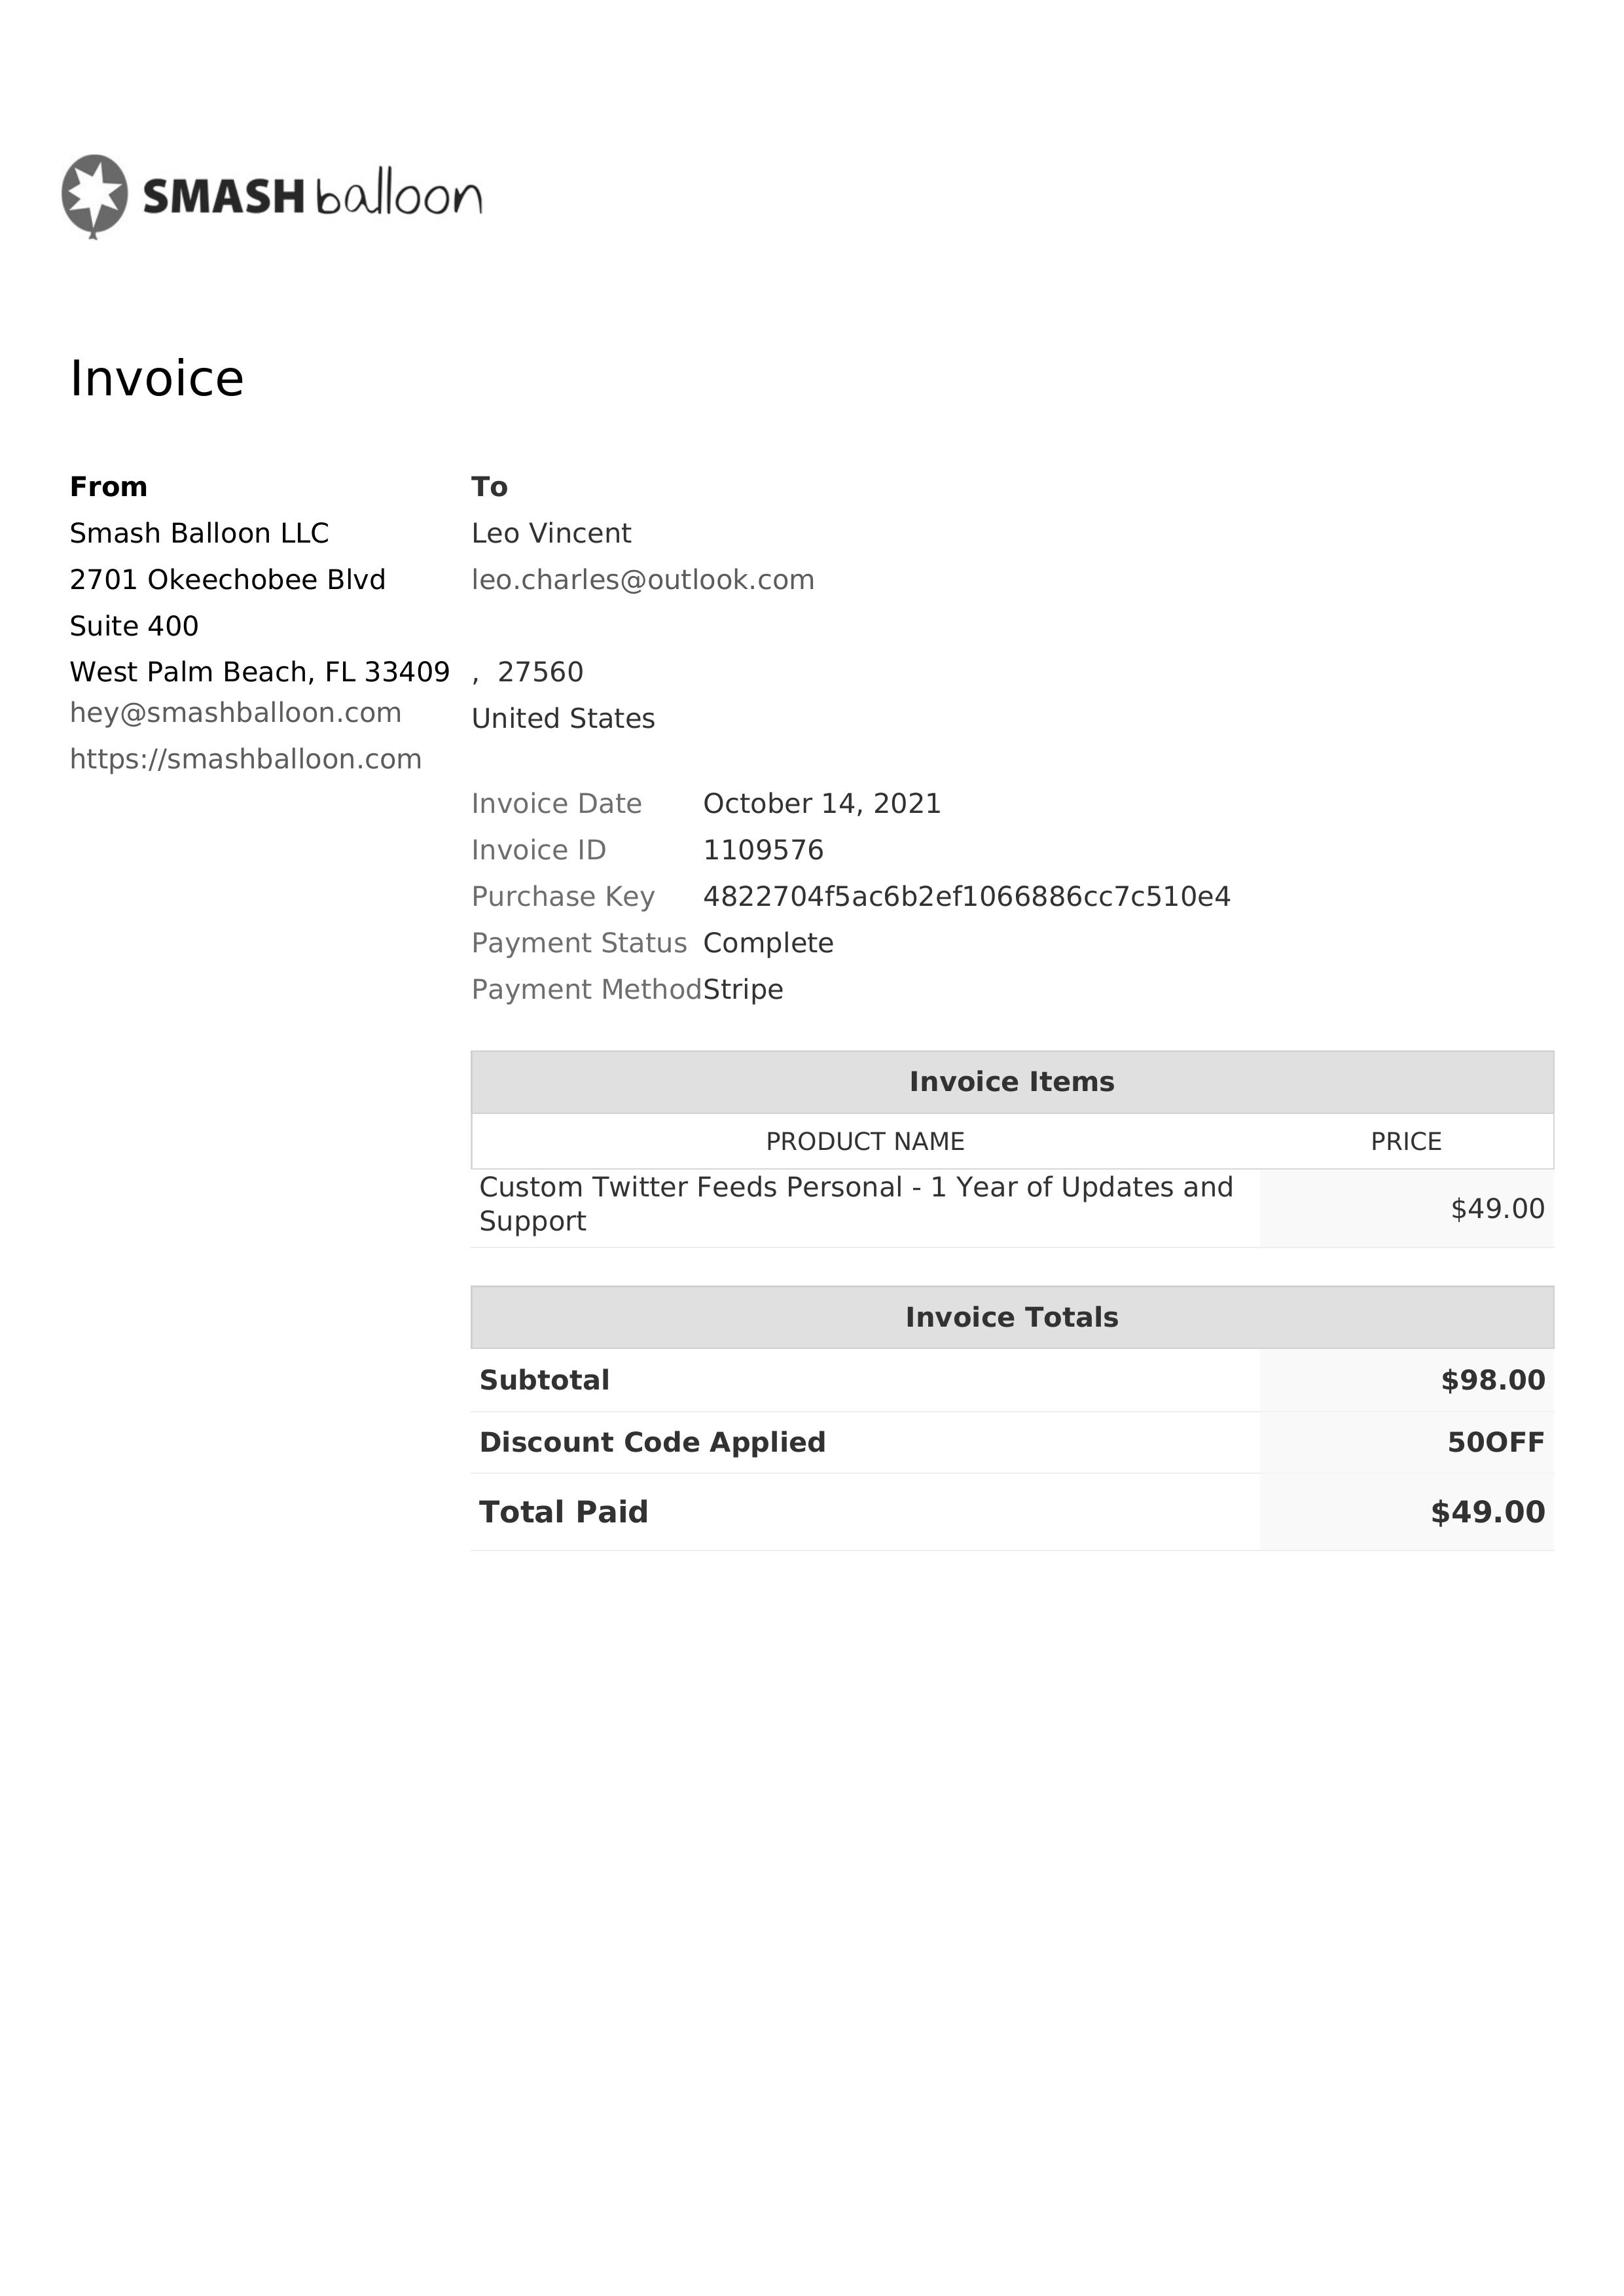 SMASH balloon
Invoice
From
Smash Balloon LLC
2701 Okeechobee Blvd
Suite 400
West Palm Beach, FL 33409
hey@smashballoon.com
https://smashballoon.com
To
Leo Vincent
leo.charles@outlook.com
, 27560
United States
Invoice Date October 14, 2021
Invoice ID 1109576
Purchase Key 4822704f5ac6b2ef1066886cc7c510e4
Payment Status Complete
Payment Method Stripe
Invoice Items
PRODUCT NAME PRICE
Custom Twitter Feeds Personal - 1 Year of Updates and
Support $49.00
Invoice Totals
Subtotal $98.00
Discount Code Applied 50OFF
Total Paid $49.00